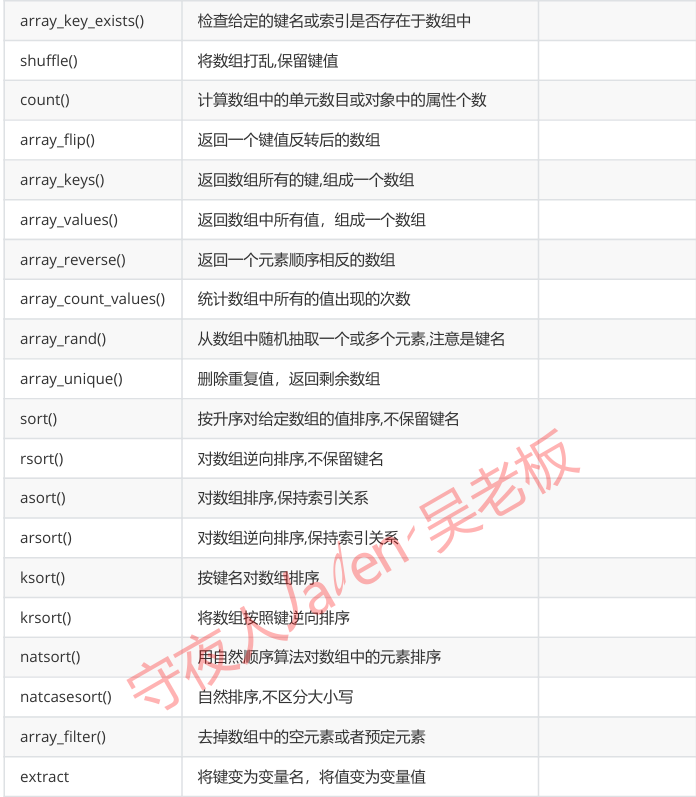 array_key_exists() 检查给定的键名或索引是否存在于数组中
shuffle() 将数组打乱,保留键值
count() 计算数组中的单元数目或对象中的属性个数
array_flip() 返回一个键值反转后的数组
array_keys() 返回数组所有的键,组成一个数组
array_values() 返回数组中所有值，组成一个数组
array_reverse() 返回一个元素顺序相反的数组
array_count_values() 统计数组中所有的值出现的次数
array_rand() 从数组中随机抽取一个或多个元素,注意是键名
array_unique() 删除重复值，返回剩余数组
sort() 按升序对给定数组的值排序,不保留键名
rsort() 对数组逆向排序,不保留键名
asort() 对数组排序,保持索引关系
arsort() 对数组逆向排序,保持索引关系
ksort() 按键名对数组排序
krsort() 将数组按照键逆向排序
natsort() 用自然顺序算法对数组中的元素排序
natcasesort() 自然排序,不区分大小写
array_filter() 去掉数组中的空元素或者预定元素
extract 将键变为变量名，将值变为变量值
守夜人Jaden-吴老板